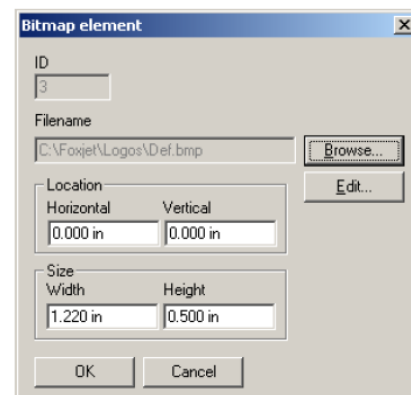 Bitmap element
ID
3
Filename
C:\Foxjet\Logos\Def.bmp
Browse...
Edit...
Location
Horizontal Vertical
0.000 in 0.000 in
Size
Width Height
1.220 in 0.500 in
OK Cancel